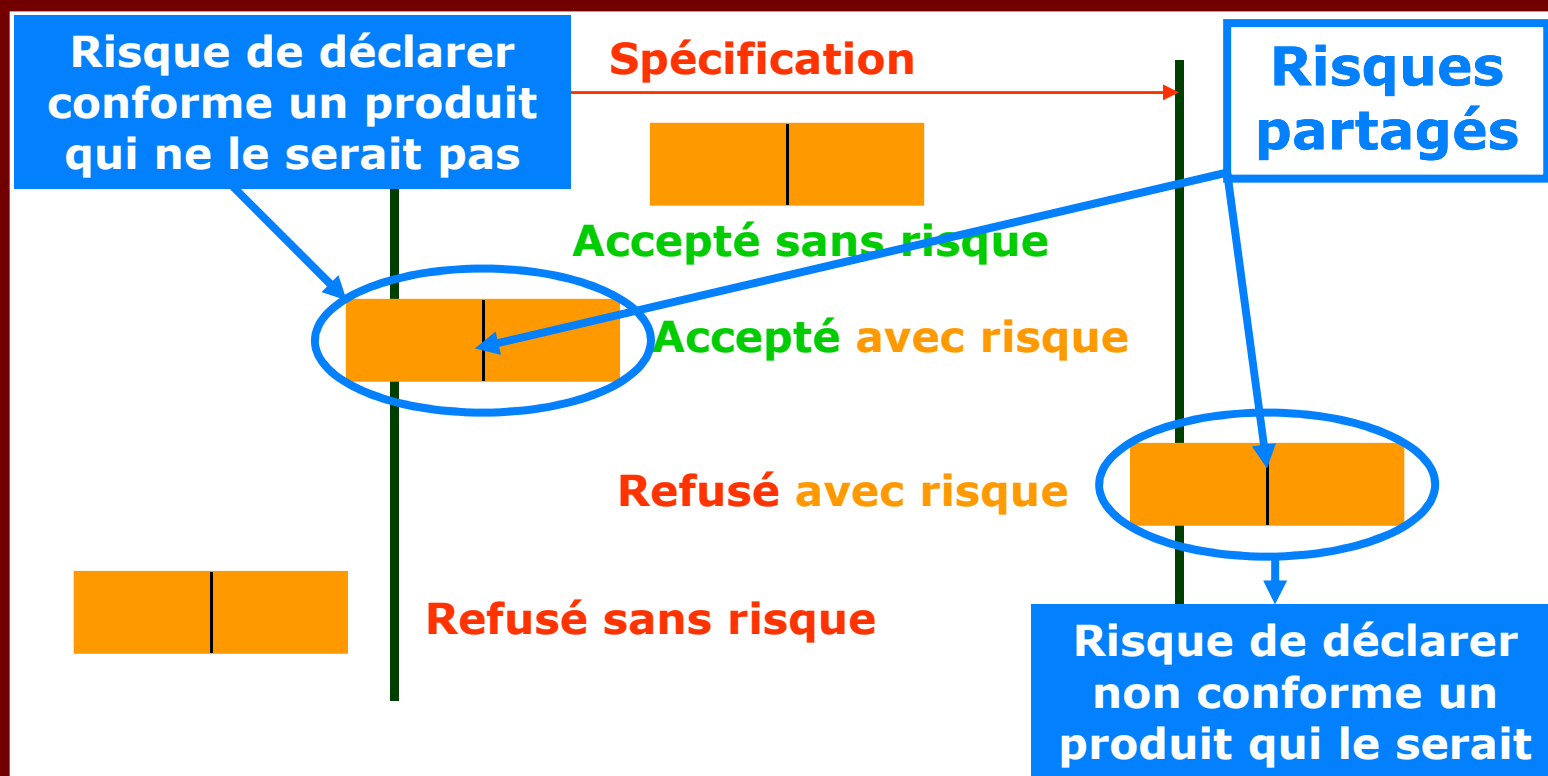 Risque de déclarer
conforme un produit
qui ne le serait pas
Spécification
Risques
partagés
Accepté sans risque
Accepté avec risque
Refusé avec risque
Refusé sans risque
Risque de déclarer
non conforme un
produit qui le serait